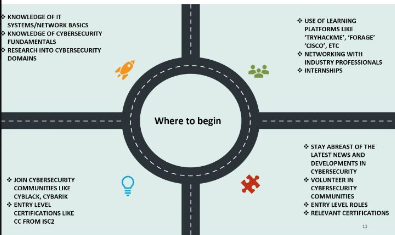 ❖ KNOWLEDGE OF IT
SYSTEMS/NETWORK BASICS
❖ KNOWLEDGE OF CYBERSECURITY
FUNDAMENTALS
❖ RESEARCH INTO CYBERSECURITY
DOMAINS
❖ USE OF LEARNING
PLATFORMS LIKE
'TRYHACKME', 'FORAGE'
'CISCO', ETC
❖ NETWORKING WITH
INDUSTRY PROFESSIONALS
❖ INTERNSHIPS
Where to begin
❖ JOIN CYBERSECURITY
COMMUNITIES LIKE
CYBLACK, CYBARIK
❖ ENTRY LEVEL
CERTIFICATIONS LIKE
CC FROM ISC2
❖ STAY ABREAST OF THE
LATEST NEWS AND
DEVELOPMENTS IN
CYBERSECURITY
❖ VOLUNTEER IN
CYBERSECURITY
COMMUNITIES
❖ ENTRY LEVEL ROLES
❖ RELEVANT CERTIFICATIONS